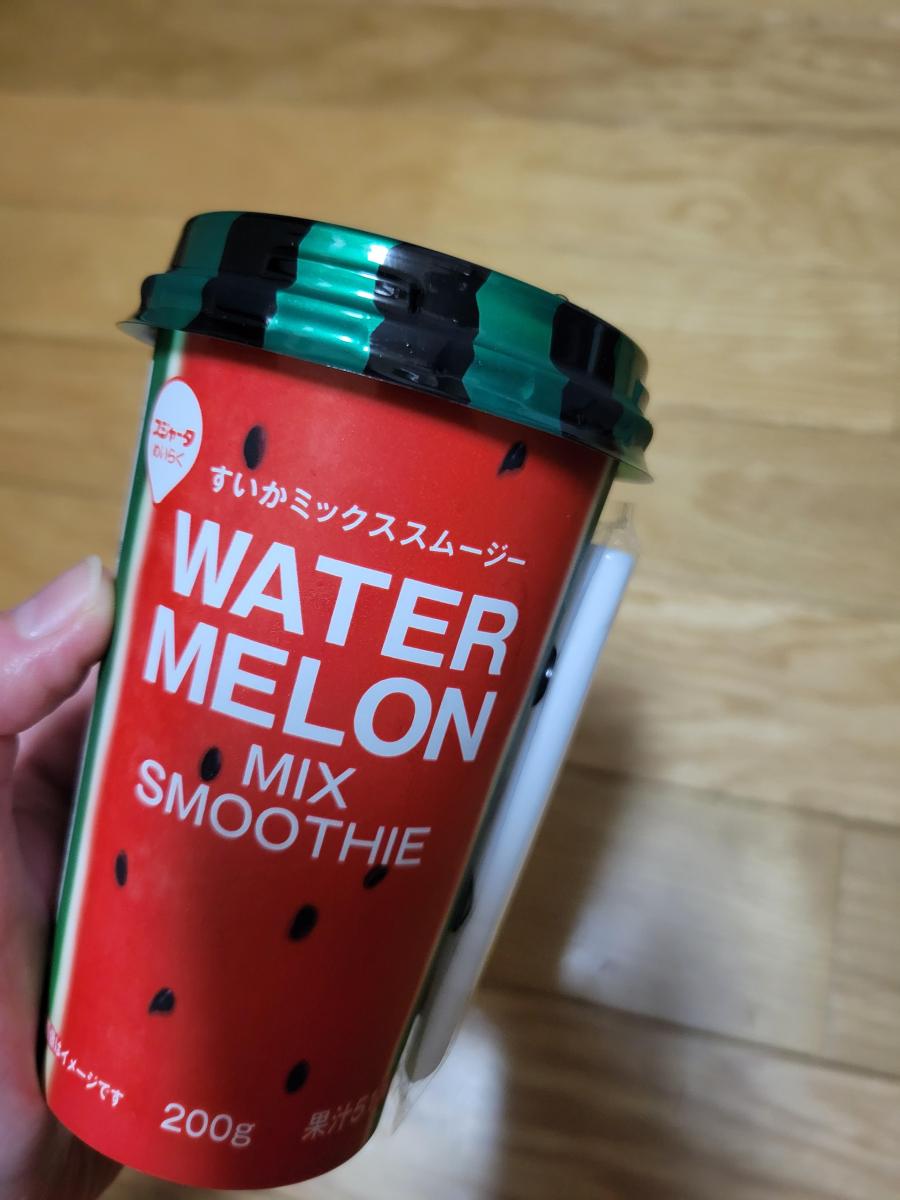 スジャータ
めいらく
すいかミックススムージー
WATER
MELON
MIX
SMOOTHIE
はイメージです
200g
果汁5